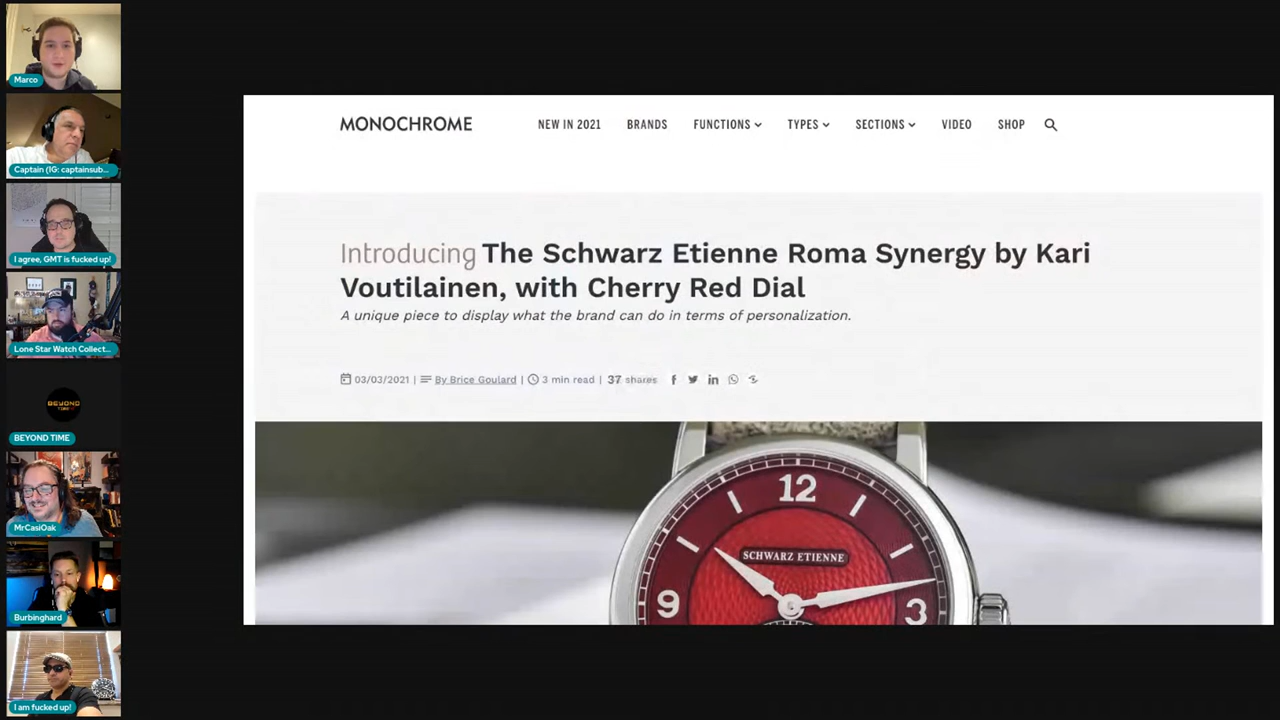 Marco
Captain (IG: captainsub...
I agree, GMT is fucked up!
Lone Star Watch Collect...
BEYOND
TIME
BEYOND TIME
MrCasiOak
Burbinghard
I am fucked up!
MONOCHROME
NEW IN 2021 BRANDS FUNCTIONS TYPES SECTIONS VIDEO SHOP
Introducing The Schwarz Etienne Roma Synergy by Kari
Voutilainen, with Cherry Red Dial
A unique piece to display what the brand can do in terms of personalization.
03/03/2021 | By Brice Goulard | 3 min read | 37 shares
12
SCHWARZ ETIENNE
9 3